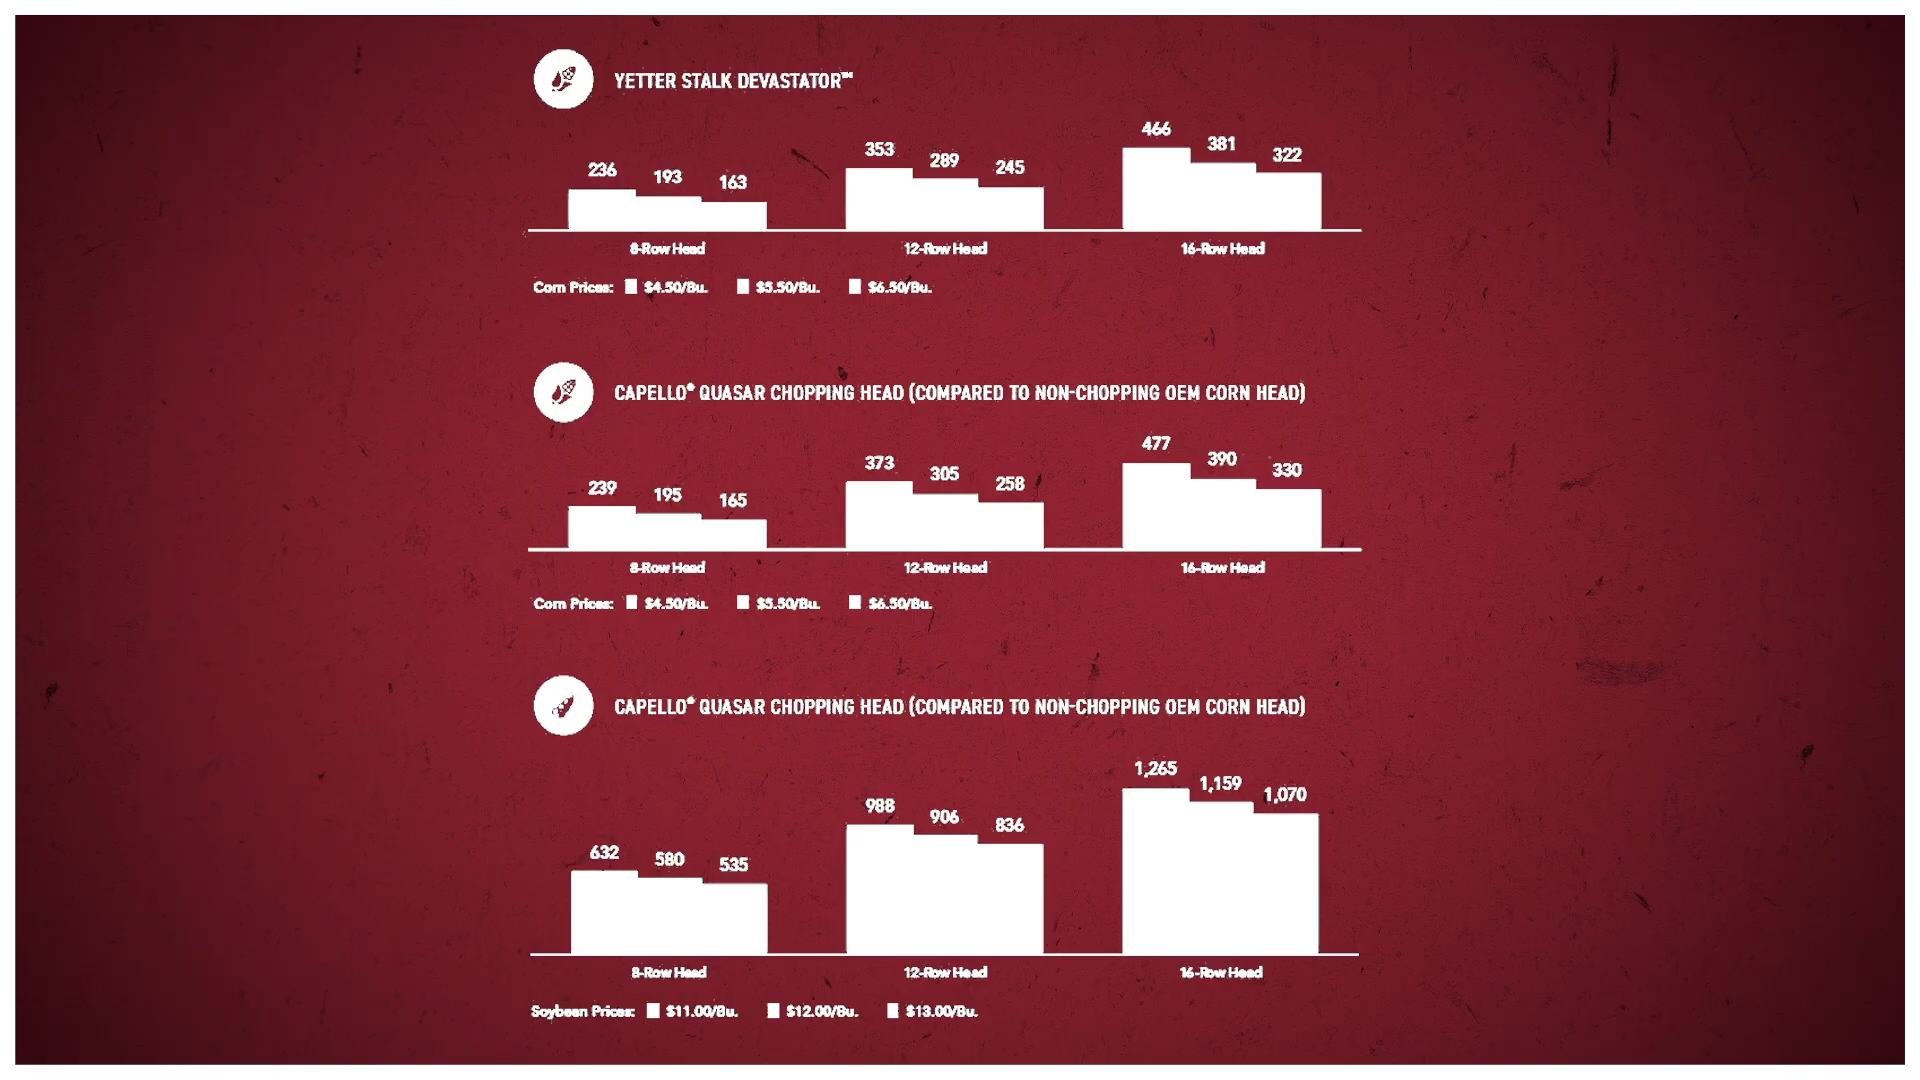 YETTER STALK DEVASTATOR™
466
353 381
236 289 322
193 163 245
8-Row Head 12-Row Head 16-Row Head
Corn Prices: $4.50/Bu. $5.50/Bu. $6.50/Bu.
CAPELLO® QUASAR CHOPPING HEAD (COMPARED TO NON-CHOPPING OEM CORN HEAD)
477
373 390
239 305 330
195 165 258
8-Row Head 12-Row Head 16-Row Head
Corn Prices: $4.50/Bu. $5.50/Bu. $6.50/Bu.
CAPELLO® QUASAR CHOPPING HEAD (COMPARED TO NON-CHOPPING OEM CORN HEAD)
1,265
1,159
988 1,070
906 836
632 580 535
8-Row Head 12-Row Head 16-Row Head
Soybean Prices: $11.00/Bu. $12.00/Bu. $13.00/Bu.